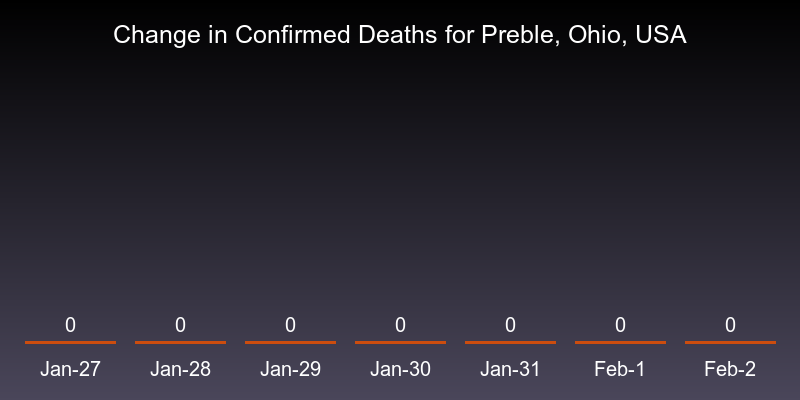 Change in Confirmed Deaths for Preble, Ohio, USA
0 0 0 0 0 0 0
Jan-27 Jan-28 Jan-29 Jan-30 Jan-31 Feb-1 Feb-2